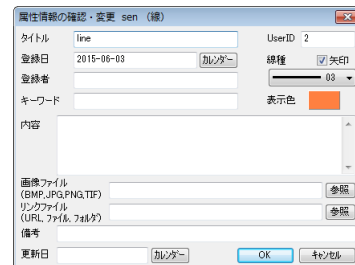 属性情報の確認・変更 sen (線)
タイトル line UserID 2
登録日 2015-06-03 カレンダー 線種 矢印
登録者 03
キーワード 表示色
内容
画像ファイル
(BMP,JPG,PNG,TIF) 参照
リンクファイル
(URL, ファイル, フォルダ) 参照
備考
更新日 カレンダー OK キャンセル